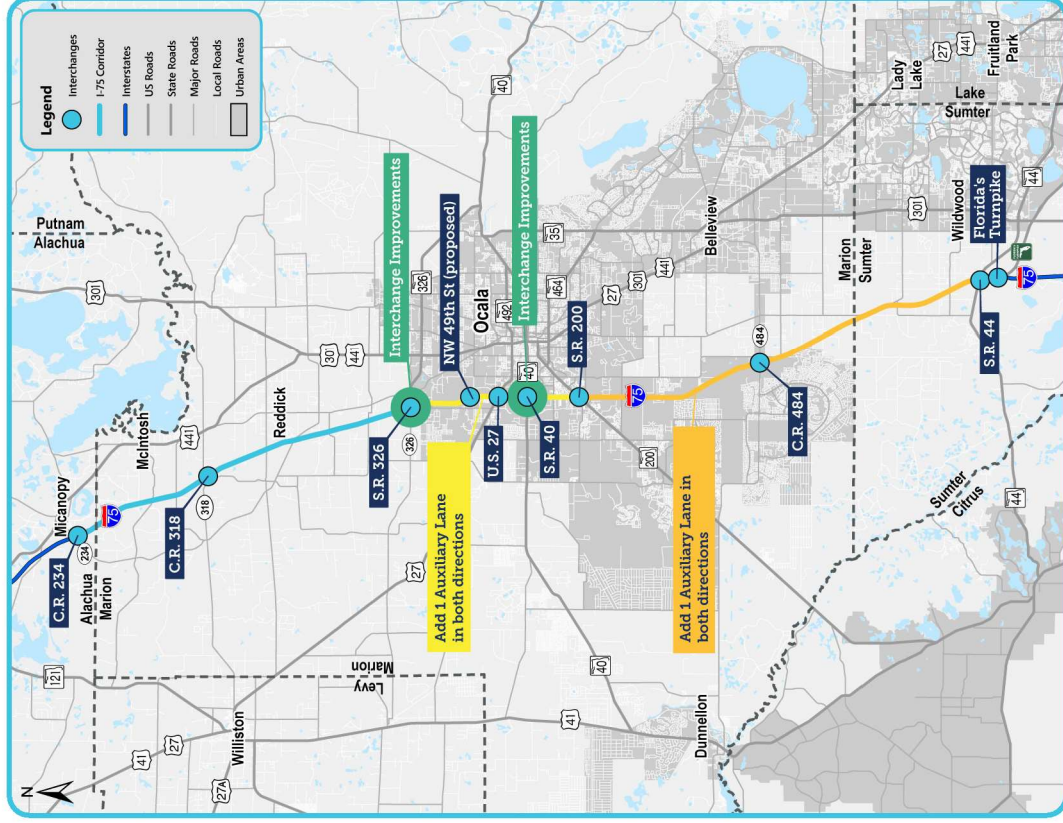 Legend
Interchanges
I-75 Corridor
Interstates
US Roads
State Roads
Major Roads
Local Roads
Urban Areas
N
C.R. 234
Micanopy
234
75
Alachua
Marion
McIntosh
441
301
Putnam
Alachua
121
C.R. 318
318
Reddick
301
441
41
27
Williston
27A
Levy
Marion
27
Interchange Improvements
S.R. 326
326
326
NW 49th St (proposed)
Ocala
492
40
35
464
Add 1 Auxiliary Lane
in both directions
U.S. 27
40
S.R. 40
Interchange Improvements
S.R. 200
27
301
441
Belleview
75
200
Add 1 Auxiliary Lane in
both directions
484
C.R. 484
41
40
Dunnellon
Marion
Sumter
Sumter
Citrus
44
Lady
Lake
27
441
Fruitland
Park
Lake
Sumter
301
Wildwood
44
Florida's
Turnpike
75
S.R. 44